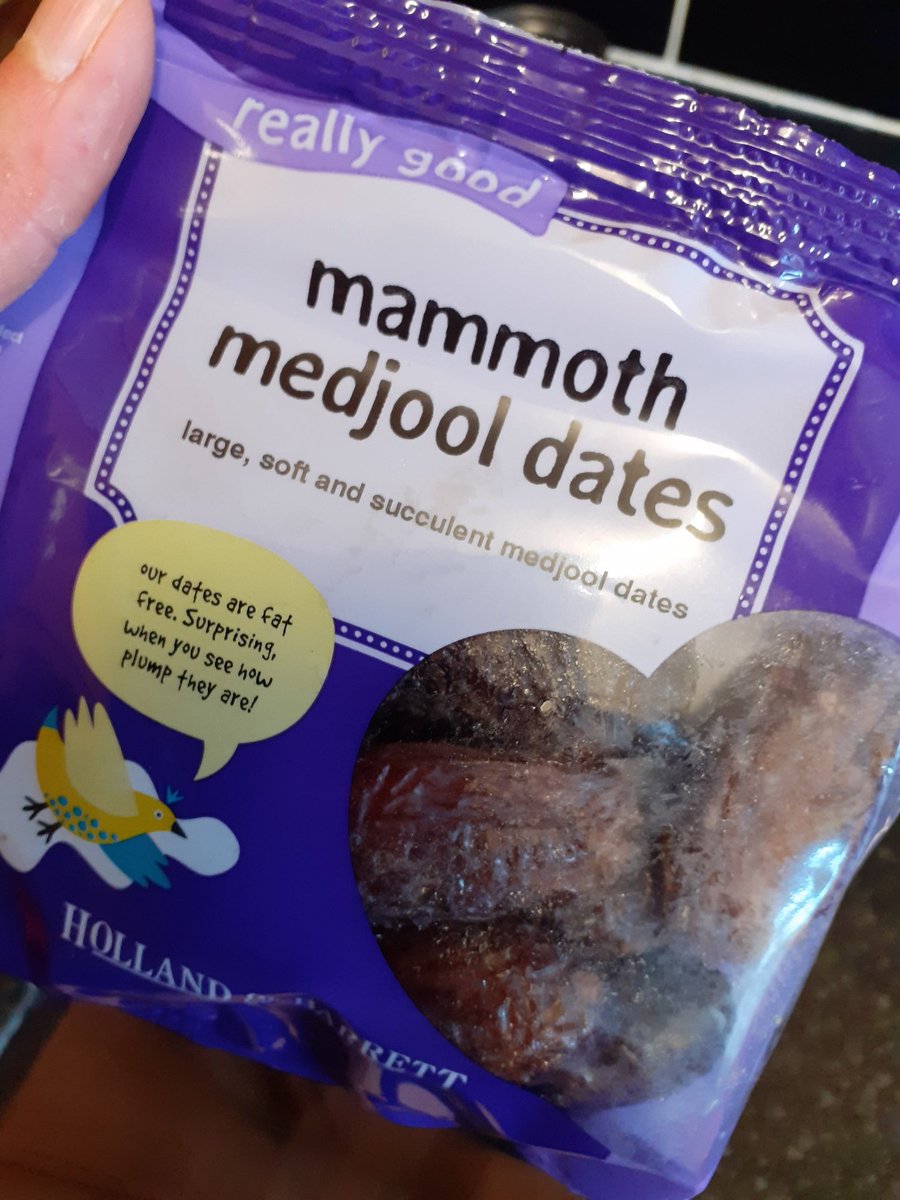 really good
mammoth
medjool dates
large, soft and succulent medjool dates
our dates are fat
free. Surprising,
when you see how
plump they are!
HOLLAND & BARRETT